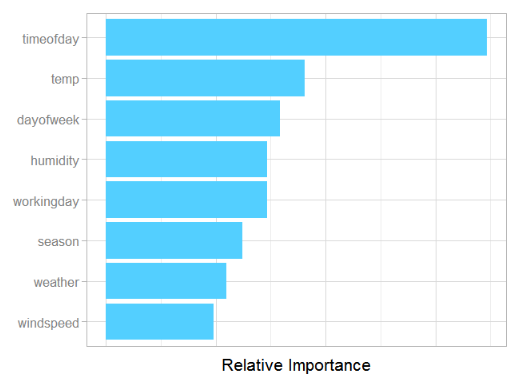 timeofday
temp
dayofweek
humidity
workingday
season
weather
windspeed
Relative Importance